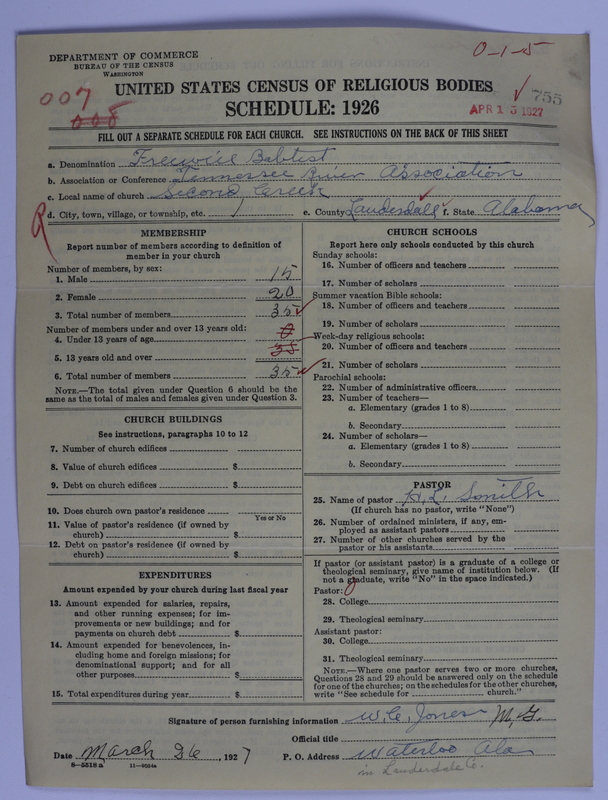 DEPARTMENT OF COMMERCE
BUREAU OF THE CENSUS
WASHINGTON
0-1-5
007
008
UNITED STATES CENSUS OF RELIGIOUS BODIES
SCHEDULE: 1926
755
APR 13 1927
FILL OUT A SEPARATE SCHEDULE FOR EACH CHURCH. SEE INSTRUCTIONS ON THE BACK OF THIS SHEET
a. Denomination Freewill Babtist
b. Association or Conference Tennessee River Association
c. Local name of church Second Creek
d. City, town, village, or township, etc. e. County Lauderdale f. State Alabama
MEMBERSHIP
Report number of members according to definition of
member in your church
Number of members, by sex:
1. Male 15
2. Female 20
3. Total number of members 35
Number of members under and over 13 years old:
4. Under 13 years of age 0
5. 13 years old and over 35
6. Total number of members 35
NOTE.—The total given under Question 6 should be
same as the total of males and females given under Question 3.
CHURCH BUILDINGS
See instructions, paragraphs 10 to 12
7. Number of church edifices
8. Value of church edifices $
9. Debt on church edifices $
10. Does church own pastor's residence
Yes or No
11. Value of pastor's residence (if owned by
church) $
12. Debt on pastor's residence (if owned by
church) $
EXPENDITURES
Amount expended by your church during last fiscal year
13. Amount expended for salaries, repairs,
and other running expenses; for im-
provements or new buildings; and for
payments on church debt $
14. Amount expended for benevolences, in-
cluding home and foreign missions; for
denominational support; and for all
other purposes $
15. Total expenditures during year $
CHURCH SCHOOLS
Report here only schools conducted by this church
Sunday schools:
16. Number of officers and teachers
17. Number of scholars
Summer vacation Bible schools:
18. Number of officers and teachers
19. Number of scholars
Week-day religious schools:
20. Number of officers and teachers
21. Number of scholars
Parochial schools:
22. Number of administrative officers
23. Number of teachers—
a. Elementary (grades 1 to 8)
b. Secondary
24. Number of scholars—
a. Elementary (grades 1 to 8)
b. Secondary
PASTOR
25. Name of pastor H. L. Smith
(If church has no pastor, write "None")
26. Number of ordained ministers, if any, em-
ployed as assistant pastors
27. Number of other churches served by the
pastor or his assistants
If pastor (or assistant pastor) is a graduate of a college or
theological seminary, give name of institution below. (If
not a graduate, write "No" in the space indicated.)
Pastor: 0
28. College
29. Theological seminary
Assistant pastor:
30. College
31. Theological seminary
NOTE.—Where one pastor serves two or more churches,
Questions 28 and 29 should be answered only on the schedule
for one of the churches; on the schedules for the other churches,
write "See schedule for church."
Signature of person furnishing information W. C. Jones M. G.
Official title
Date March 26, 1927 P. O. Address Waterloo Ala
in Lauderdale Co.
8—5518a 11—9264a